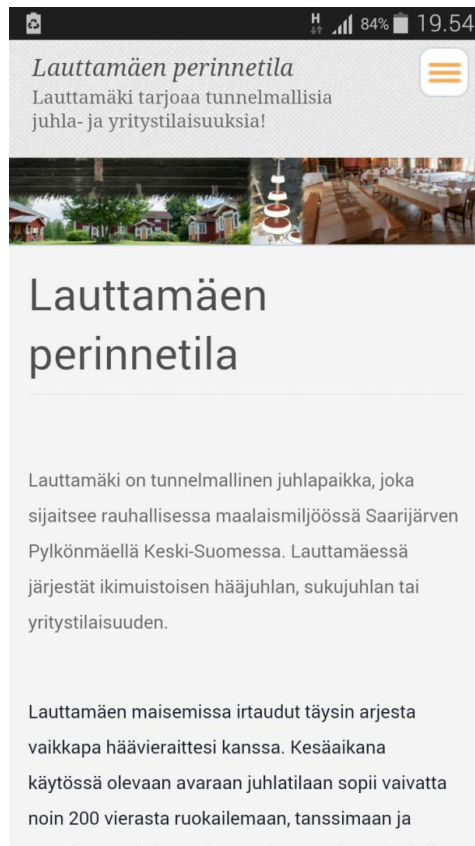 H 84% 19.54
Lauttamäen perinnetila
Lauttamäki tarjoaa tunnelmallisia
juhla- ja yritystilaisuuksia!
Lauttamäen
perinnetila
Lauttamäki on tunnelmallinen juhlapaikka, joka
sijaitsee rauhallisessa maalaismiljöössä Saarijärven
Pylkönmäellä Keski-Suomessa. Lauttamäessä
järjestät ikimuistoisen hääjuhlan, sukujuhlan tai
yritystilaisuuden.
Lauttamäen maisemissa irtaudut täysin arjesta
vaikkapa häävieraittesi kanssa. Kesäaikana
käytössä olevaan avaraan juhlatilaan sopii vaivatta
noin 200 vierasta ruokailemaan, tanssimaan ja